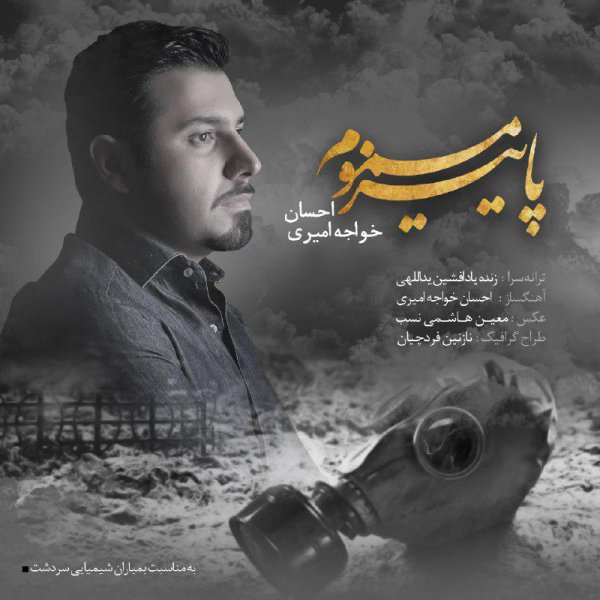 پاییز مسموم
احسان
خواجه امیری
ترانه سرا : زنده یاد افشین یداللهی
آهنگساز : احسان خواجه امیری
عکس : معین هاشمی نسب
طراح گرافیک : نازنین فردچیان
به مناسبت بمباران شیمیایی سردشت